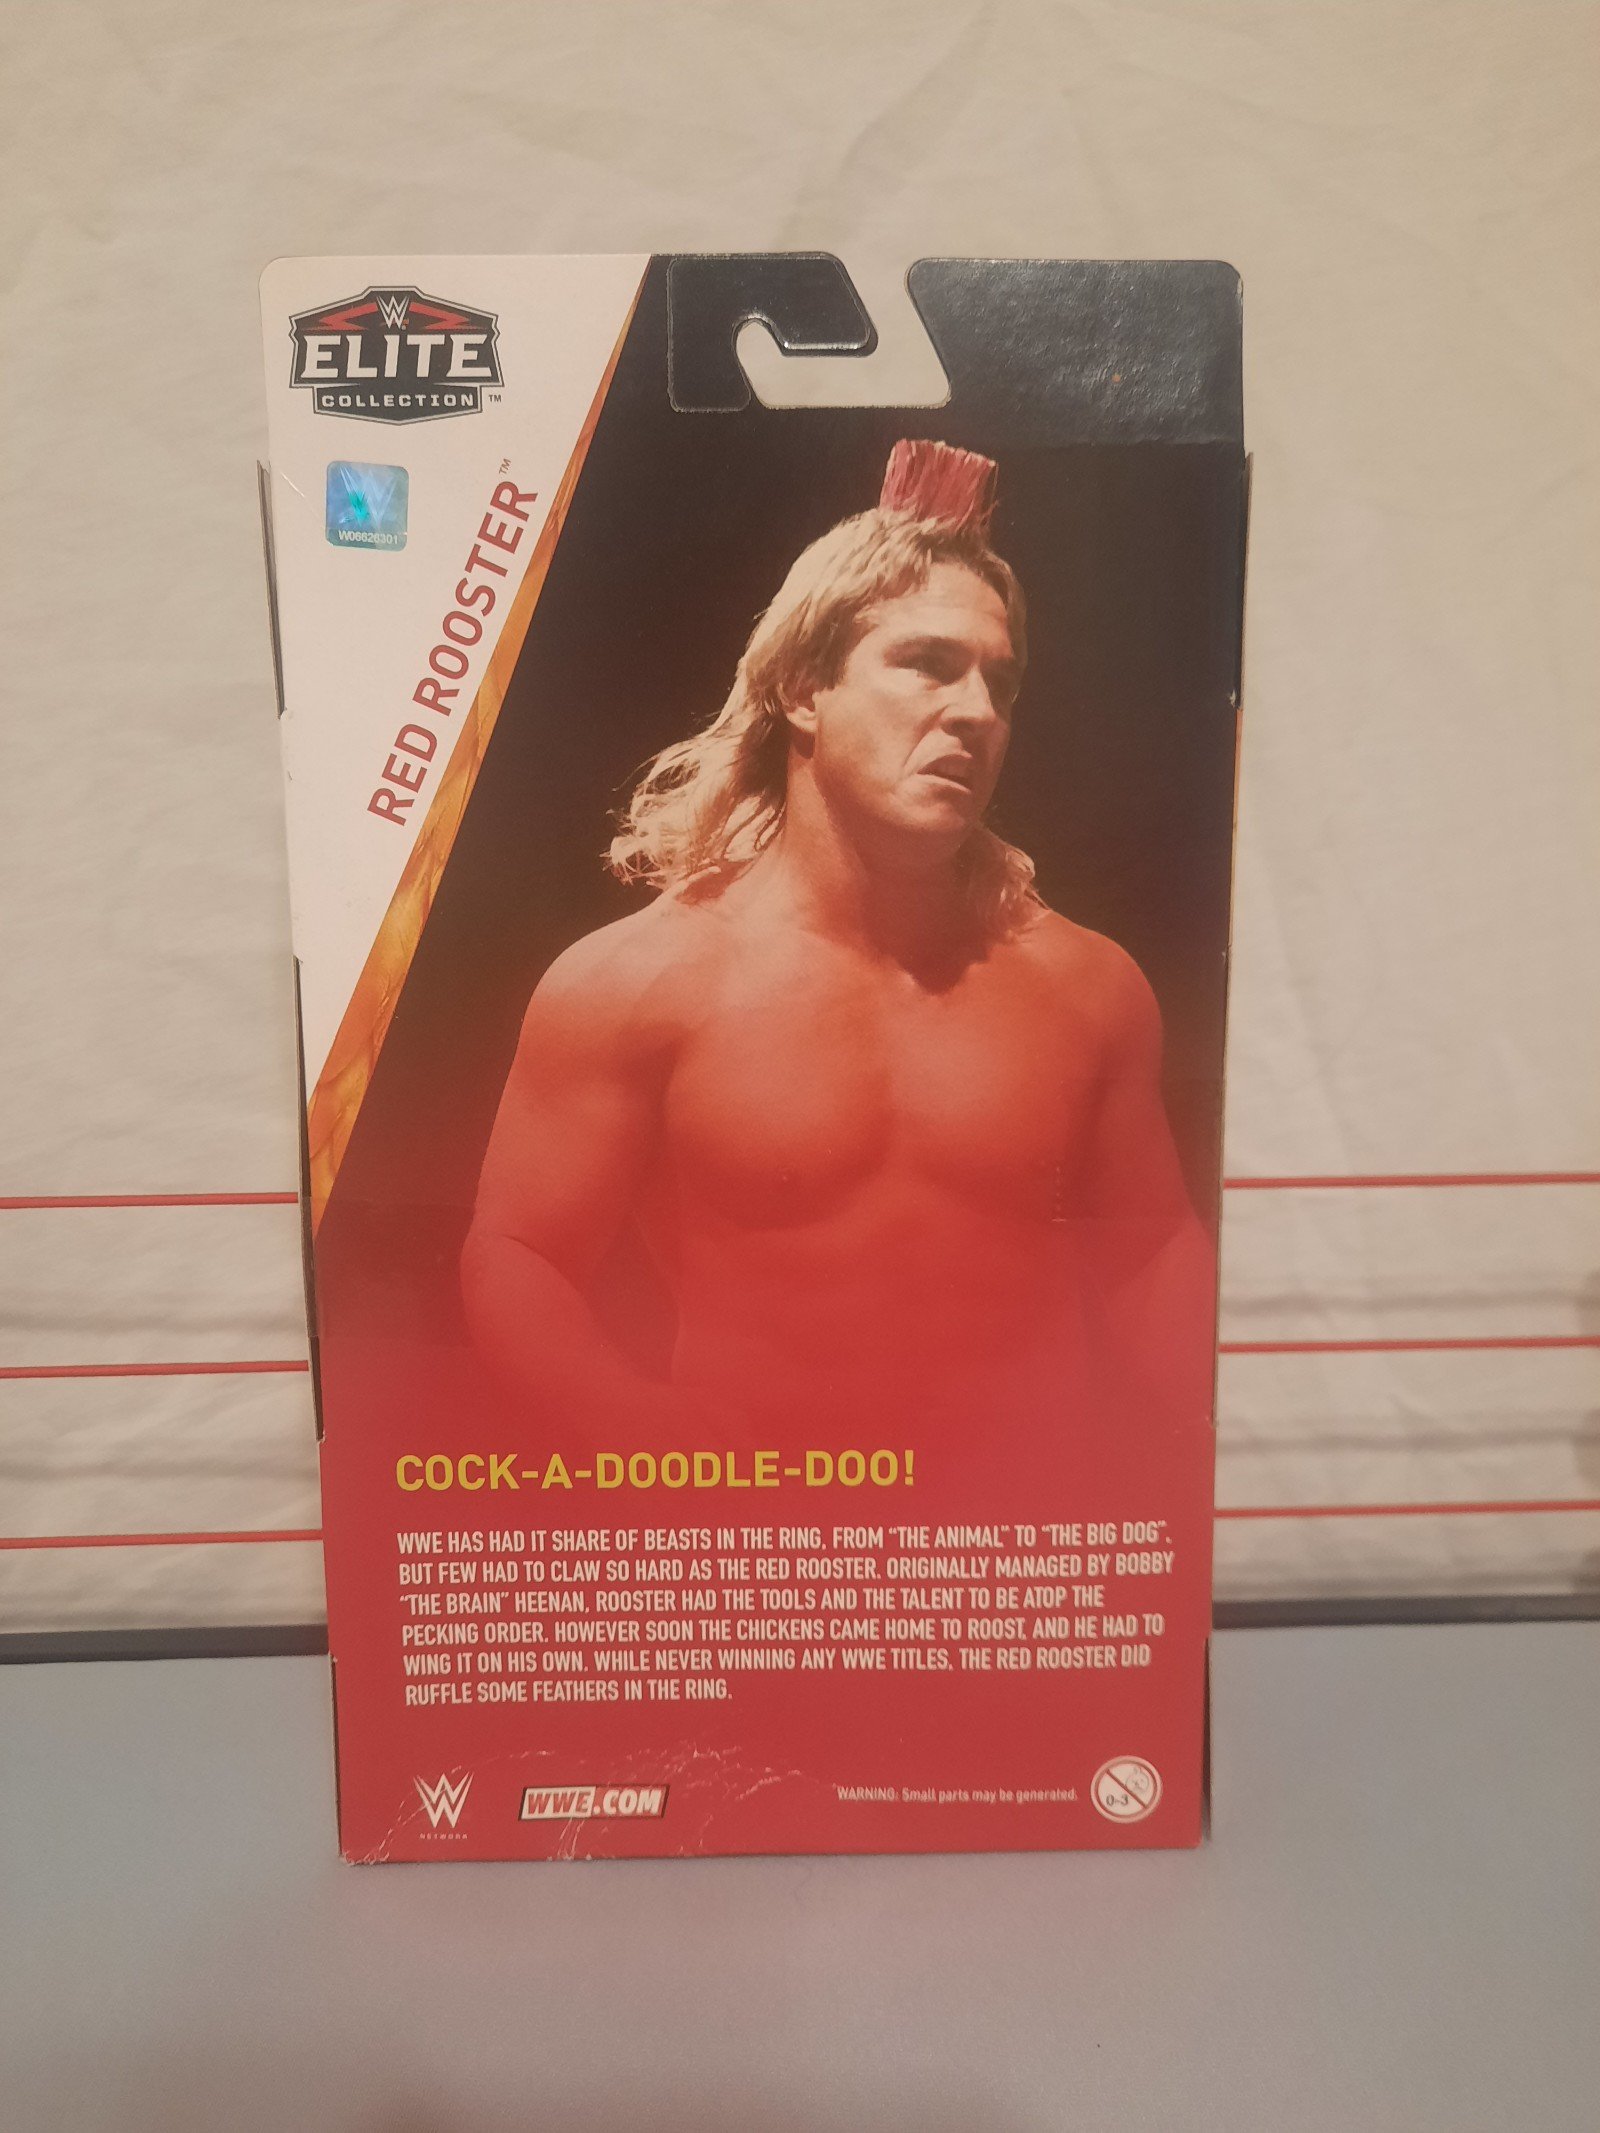 W
ELITE
COLLECTION™
W06626301
RED ROOSTER™
COCK-A-DOODLE-DOO!
WWE HAS HAD IT SHARE OF BEASTS IN THE RING, FROM "THE ANIMAL" TO "THE BIG DOG",
BUT FEW HAD TO CLAW SO HARD AS THE RED ROOSTER. ORIGINALLY MANAGED BY BOBBY
"THE BRAIN" HEENAN, ROOSTER HAD THE TOOLS AND THE TALENT TO BE ATOP THE
PECKING ORDER. HOWEVER SOON THE CHICKENS CAME HOME TO ROOST, AND HE HAD TO
WING IT ON HIS OWN. WHILE NEVER WINNING ANY WWE TITLES, THE RED ROOSTER DID
RUFFLE SOME FEATHERS IN THE RING.
W
NETWORK
WWE.COM
WARNING: Small parts may be generated.
0-3